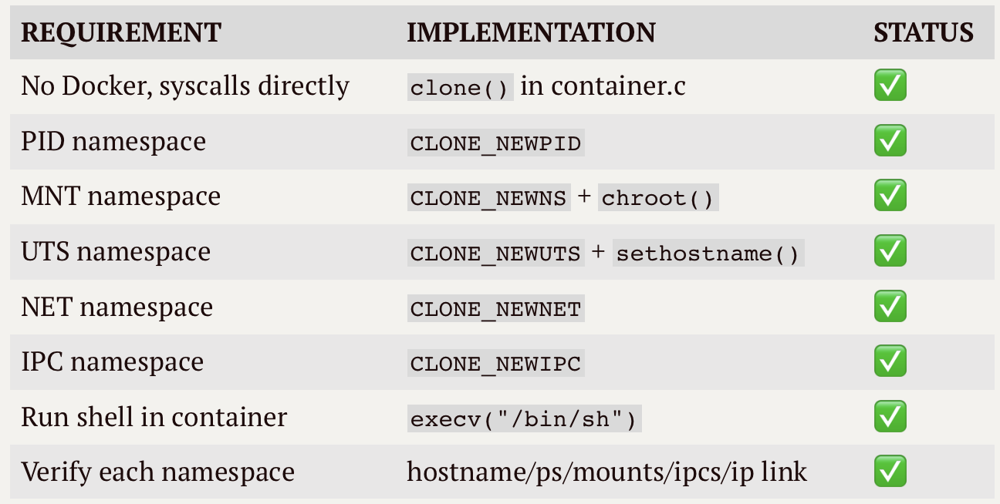 REQUIREMENT IMPLEMENTATION STATUS
No Docker, syscalls directly clone() in container.c ✅
PID namespace CLONE_NEWPID ✅
MNT namespace CLONE_NEWNS + chroot() ✅
UTS namespace CLONE_NEWUTS + sethostname() ✅
NET namespace CLONE_NEWNET ✅
IPC namespace CLONE_NEWIPC ✅
Run shell in container execv("/bin/sh") ✅
Verify each namespace hostname/ps/mounts/ipcs/ip link ✅